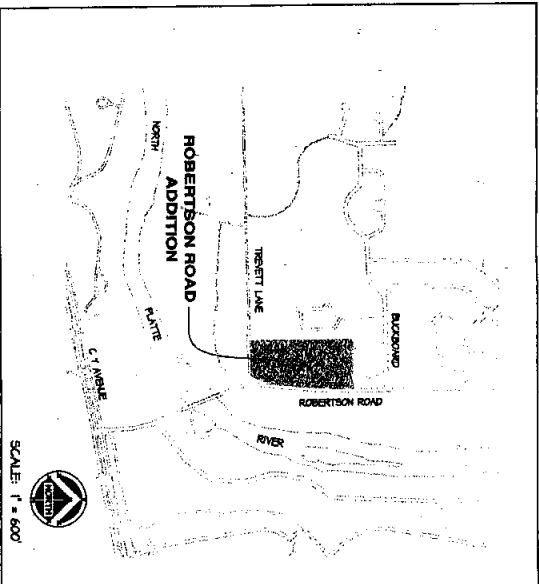 ROBERTSON ROAD
ADDITION
NORTH
PLATTE
TREVETT LANE
BUCKBOARD
ROBERTSON ROAD
RIVER
C Y AVENUE
NORTH
SCALE: 1" = 600'